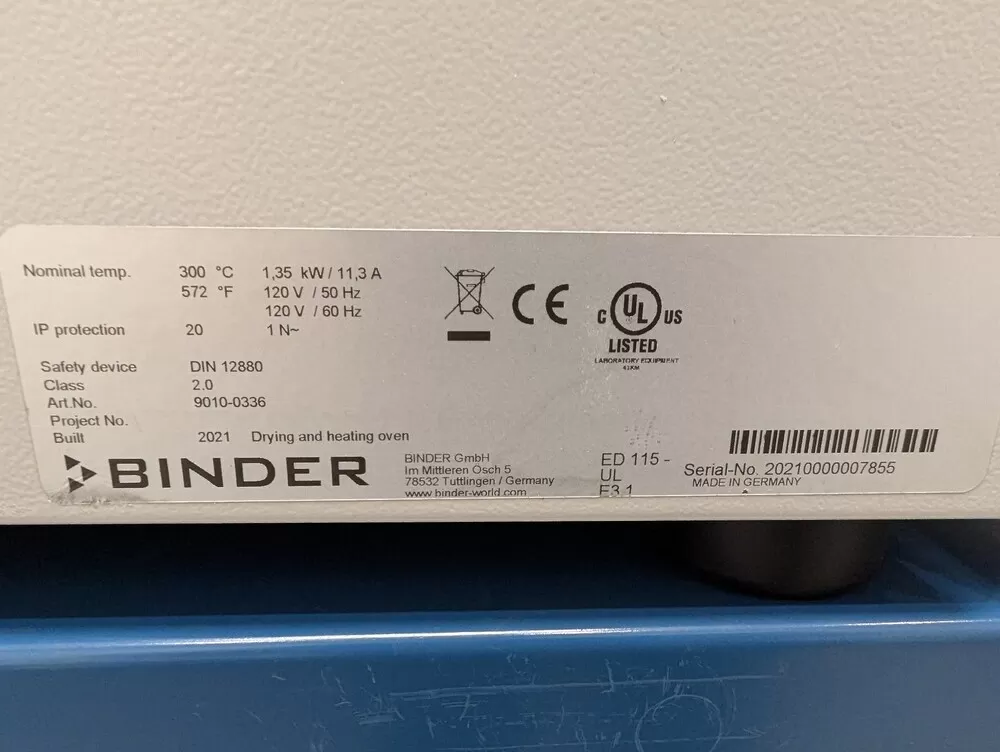 Nominal temp. 300 °C 1,35 kW / 11,3 A
572 °F 120 V / 50 Hz
120 V / 60 Hz
IP protection 20 1 N~
CE
C UL US
LISTED
LABORATORY EQUIPMENT
Safety device DIN 12880
Class 2.0
Art.No. 9010-0336
Project No.
Built 2021 Drying and heating oven
BINDER
BINDER GmbH
Im Mittleren Ösch 5
78532 Tuttlingen / Germany
www.binder-world.com
ED 115 -
UL
E3.1
Serial-No. 20210000007855
MADE IN GERMANY